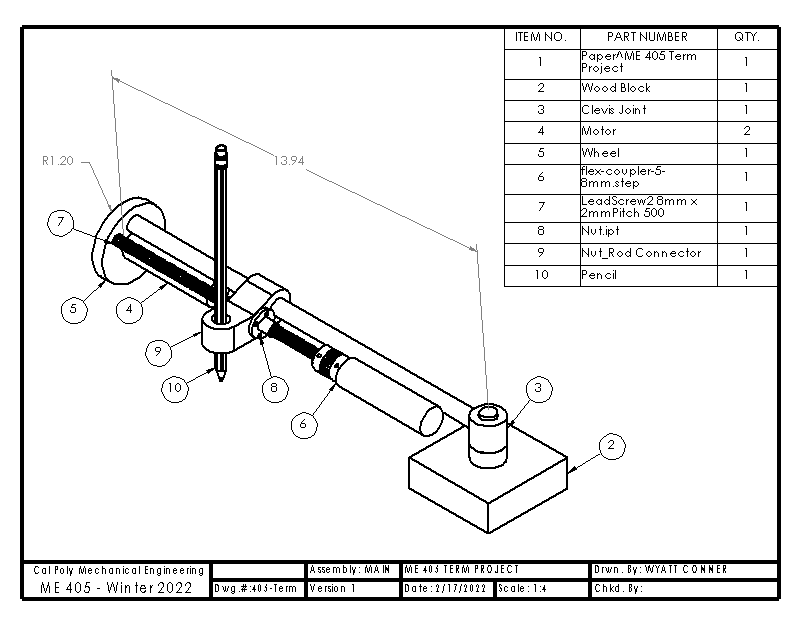 ITEM NO. PART NUMBER QTY.
1 Paper^ME 405 Term Project 1
2 Wood Block 1
3 Clevis Joint 1
4 Motor 2
5 Wheel 1
6 flex-coupler-5-8mm.step 1
7 LeadScrew2 8mm x 2mmPitch 500 1
8 Nut.ipt 1
9 Nut_Rod Connector 1
10 Pencil 1
R1.20
13.94
7
5
4
9
10
8
6
3
2
Cal Poly Mechanical Engineering
ME 405 - Winter 2022
Dwg.#:405-Term
Assembly: MAIN
Version 1
ME 405 TERM PROJECT
Date: 2/17/2022
Scale: 1:4
Drwn. By: WYATT CONNER
Chkd. By: